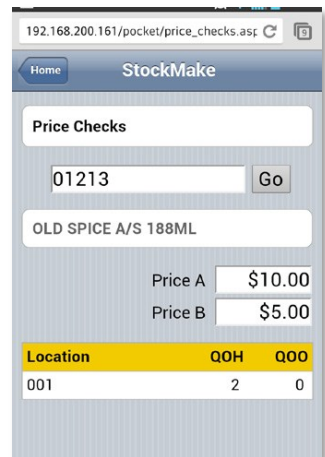 192.168.200.161/pocket/price_checks.asp
9
Home
StockMake
Price Checks
01213
Go
OLD SPICE A/S 188ML
Price A $10.00
Price B $5.00
Location QOH QOO
001 2 0